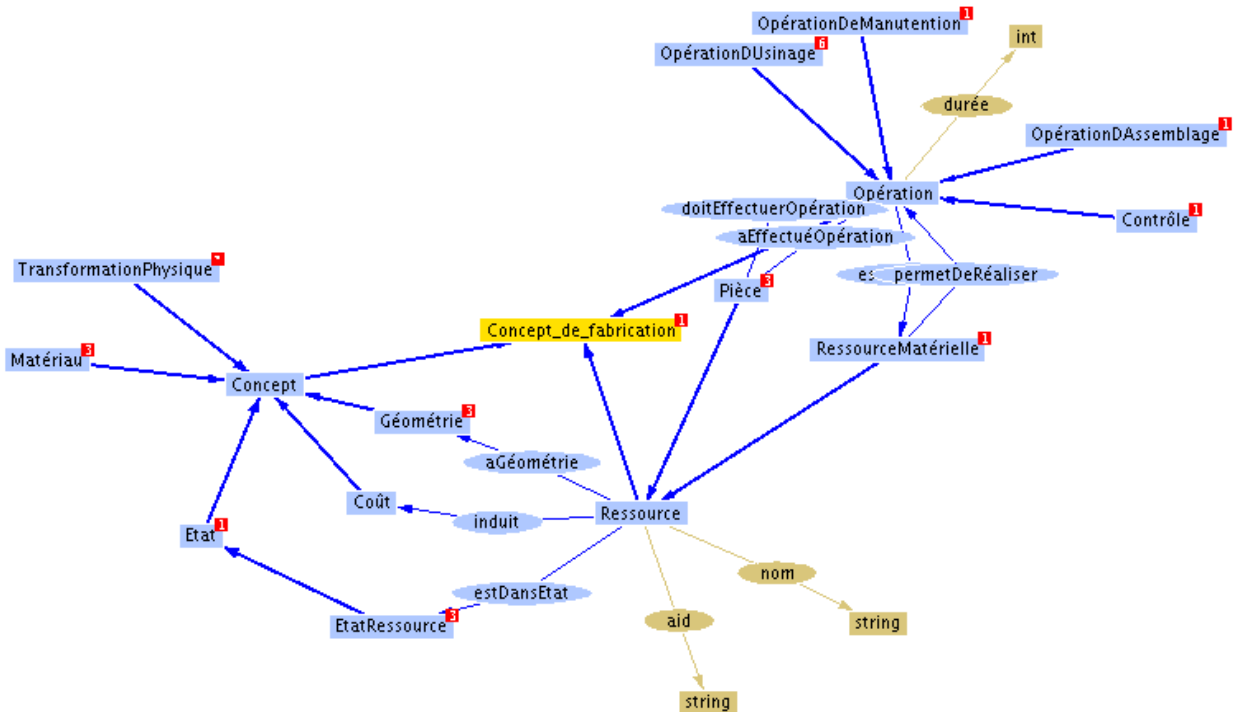 OpérationDeManutention 1
int
OpérationDUsinage 6
durée
OpérationDAssemblage 1
Opération
doitEffectuerOpération
Contrôle 1
aEffectuéOpération
TransformationPhysique
es permetDeRéaliser
Pièce 3
Concept_de_fabrication 1
RessourceMatérielle 1
Matériau 3
Concept
Géométrie 3
aGéométrie
Coût
Ressource
induit
Etat 1
nom
estDansEtat
aid
EtatRessource 3
string
string